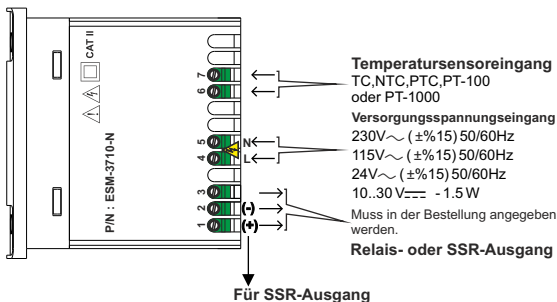 CAT II
P/N : ESM-3710-N
7
6
5
4
3
2
1
N
L
(-)
(+)
Temperatursensoreingang
TC,NTC,PTC,PT-100
oder PT-1000
Versorgungsspannungseingang
230V～ ( ±%15) 50/60Hz
115V～ ( ±%15) 50/60Hz
24V～ ( ±%15) 50/60Hz
10..30 V⎓ - 1.5 W
Muss in der Bestellung angegeben
werden.
Relais- oder SSR-Ausgang
Für SSR-Ausgang